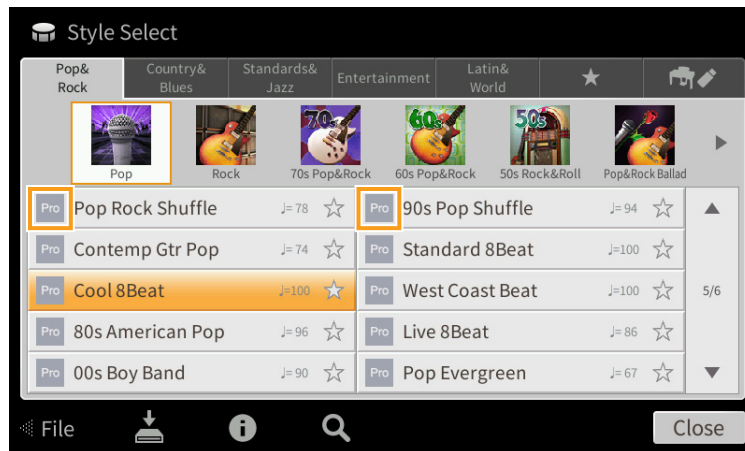 Style Select
Pop& Rock
Country& Blues
Standards& Jazz
Entertainment
Latin& World
70s
60s
50s
Pop
Rock
70s Pop&Rock
60s Pop&Rock
50s Rock&Roll
Pop&Rock Ballad
Pro Pop Rock Shuffle ♩= 78
Pro 90s Pop Shuffle ♩= 94
Pro Contemp Gtr Pop ♩= 74
Pro Standard 8Beat ♩=100
Pro Cool 8Beat ♩=100
Pro West Coast Beat ♩=100
5/6
Pro 80s American Pop ♩= 96
Pro Live 8Beat ♩= 86
Pro 00s Boy Band ♩= 90
Pro Pop Evergreen ♩= 67
File
Close